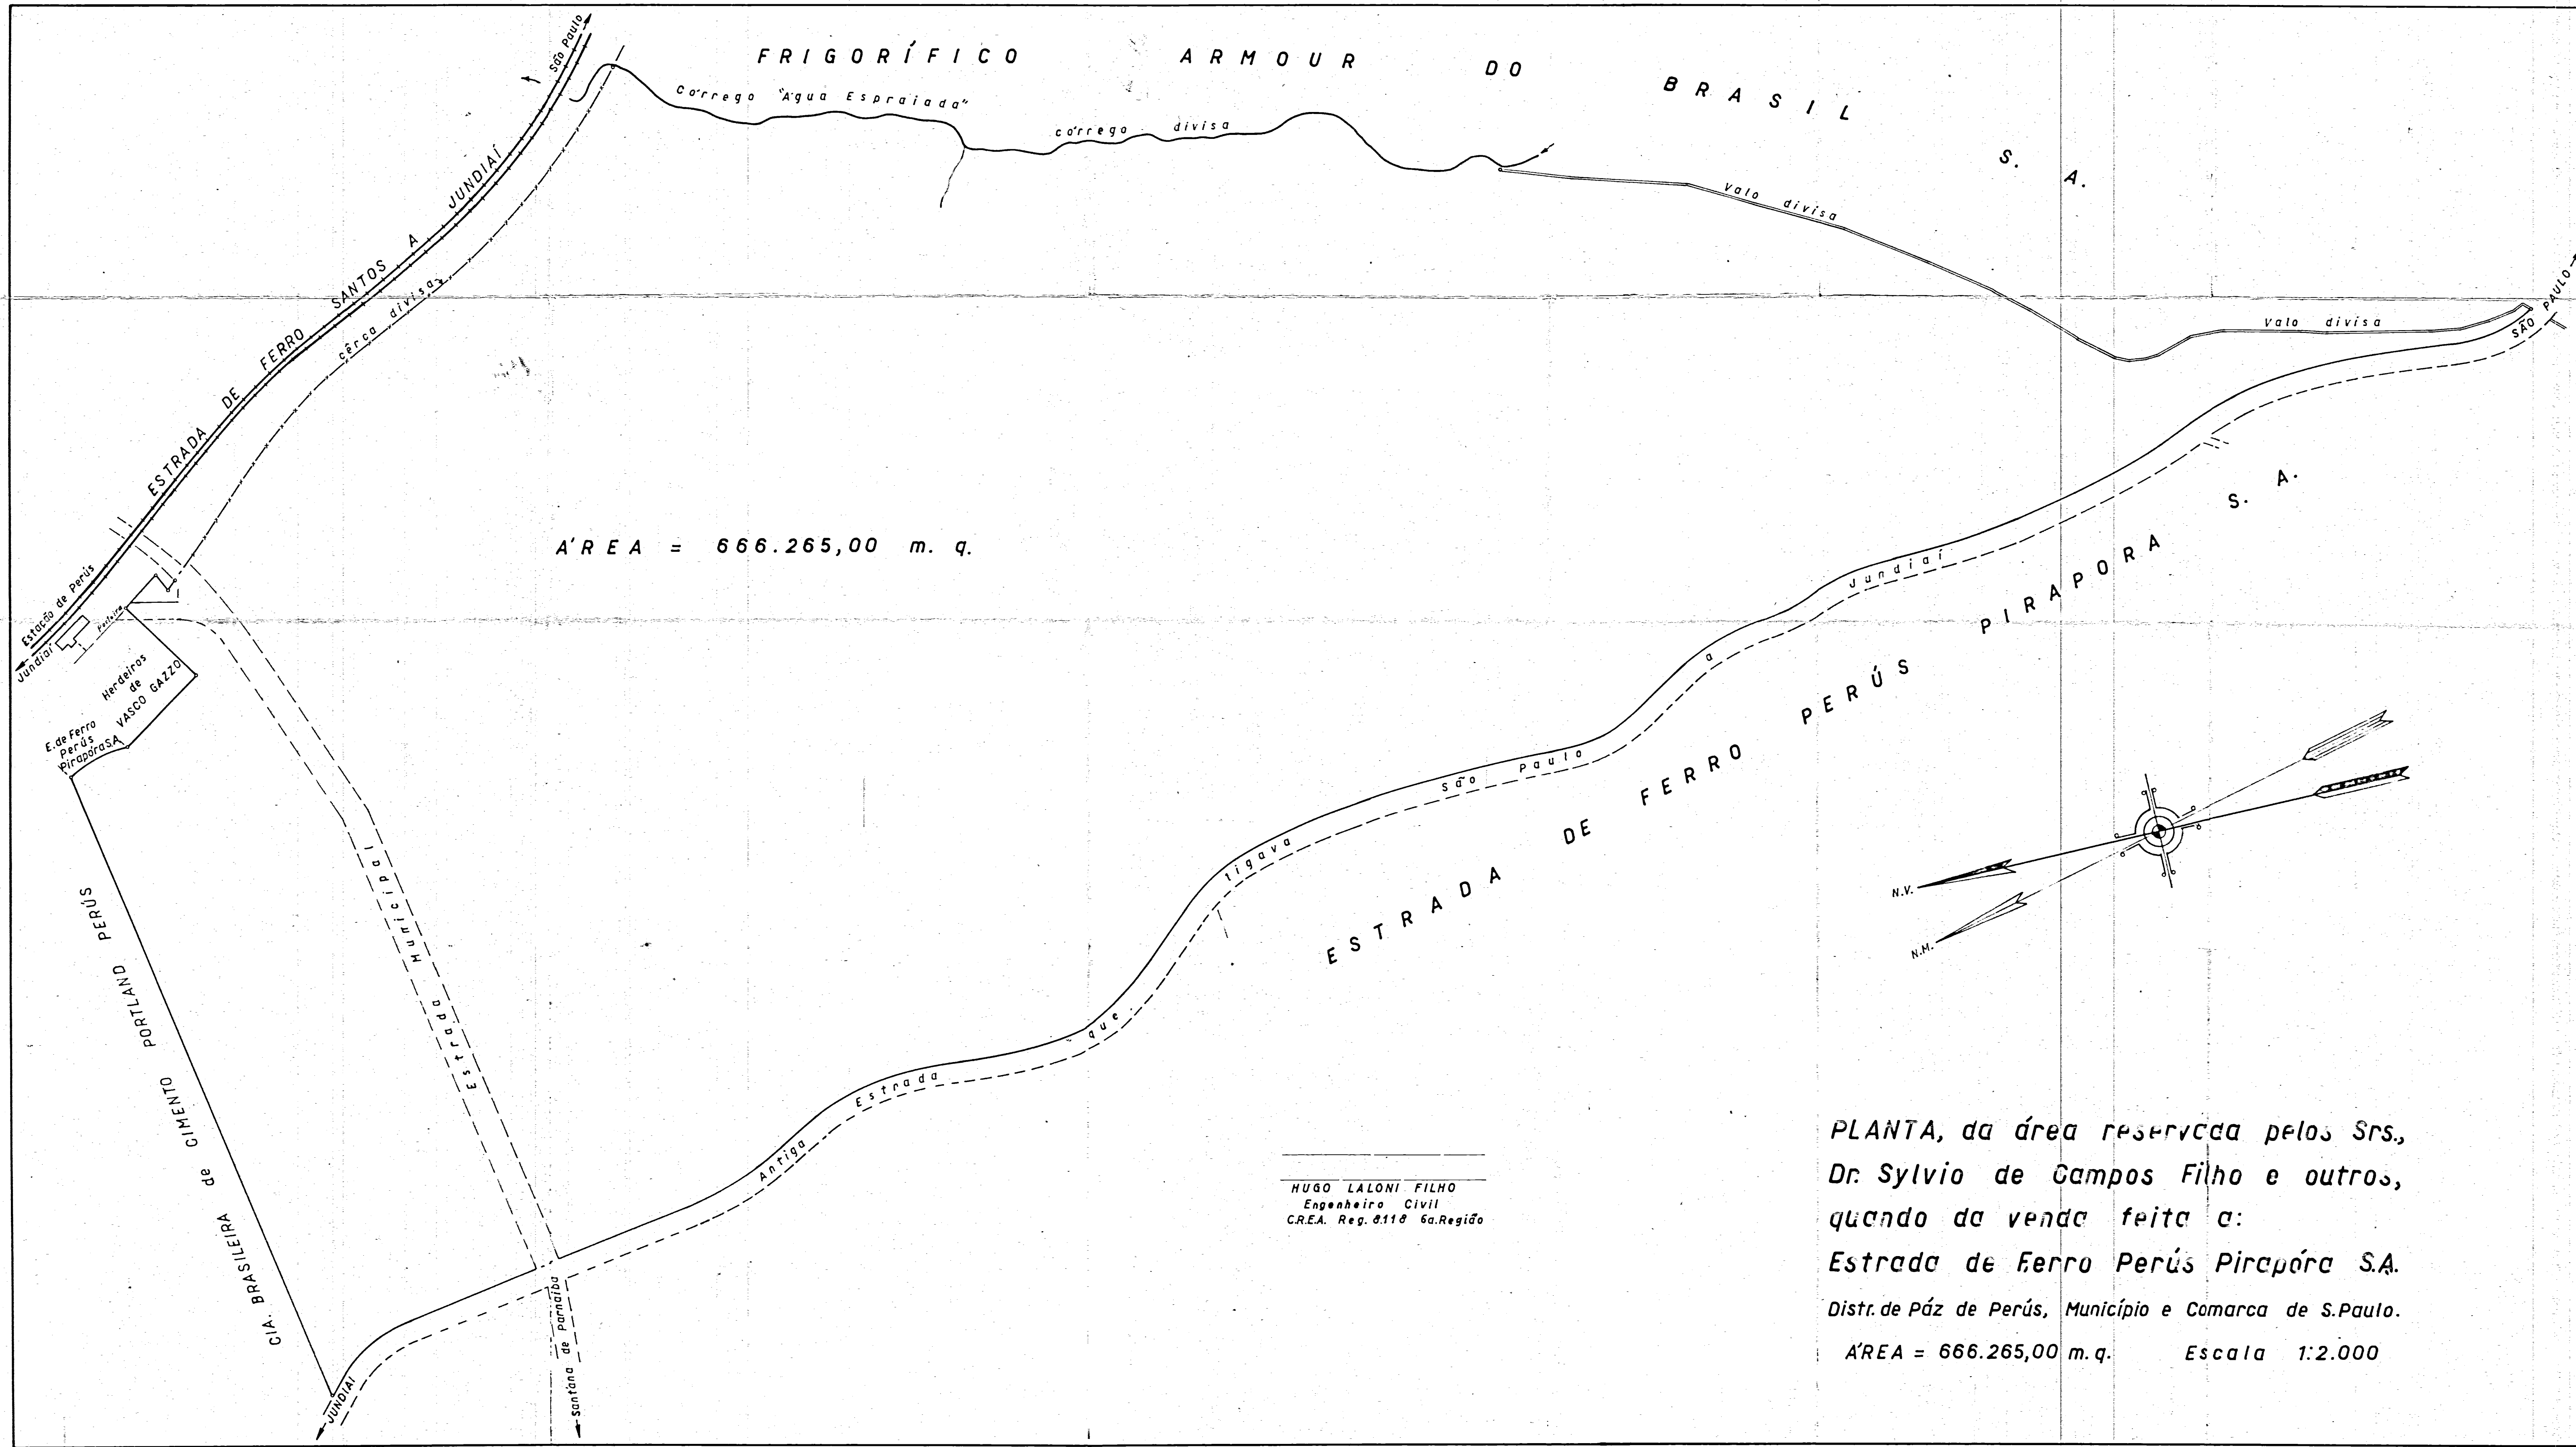 FRIGORÍFICO ARMOUR DO BRASIL S. A.
São Paulo
Córrego "Água Espraiada"
córrego divisa
Valo divisa
Valo divisa
SÃO PAULO
ESTRADA DE FERRO SANTOS A JUNDIAÍ
cêrca divisa
ÁREA = 666.265,00 m. q.
Estacão de Perús
Jundiaí
Herdeiros
de
VASCO GAZZO
E.de Ferro
Perús
Pirapóra S.A.
CIA. BRASILEIRA de CIMENTO PORTLAND PERÚS
Estrada Municipal
Antiga Estrada que ligava São Paulo a Jundiaí
ESTRADA DE FERRO PERÚS PIRAPORA S. A.
N.V.
N.M.
JUNDIAI
Santana de Parnaiba
HUGO LALONI FILHO
Engenheiro Civil
C.R.E.A. Reg. 8.118 6a.Região
PLANTA, da área reservada pelos Srs.,
Dr. Sylvio de Campos Filho e outros,
quando da venda feita a:
Estrada de Ferro Perús Pirapóra S.A.
Distr. de Páz de Perús, Município e Comarca de S.Paulo.
ÁREA = 666.265,00 m. q. Escala 1:2.000